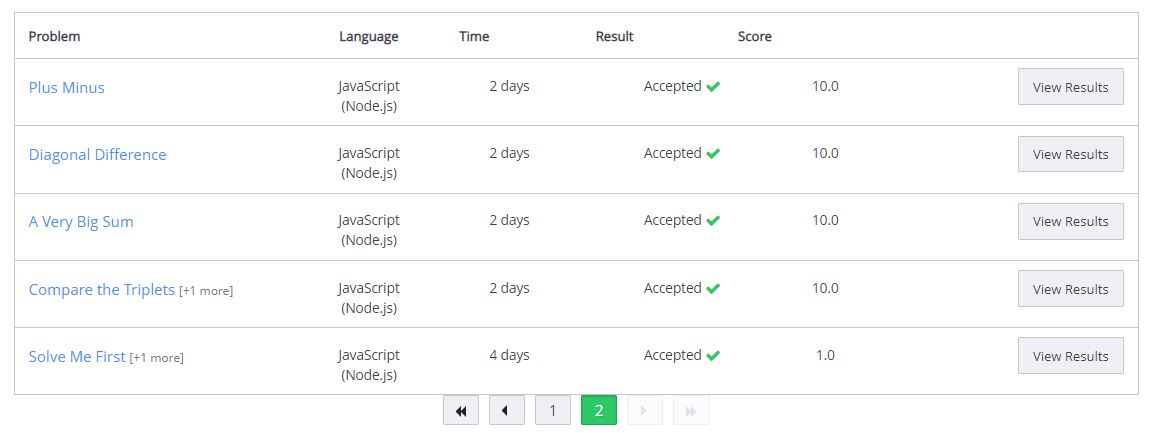 Problem Language Time Result Score
Plus Minus JavaScript (Node.js) 2 days Accepted 10.0 View Results
Diagonal Difference JavaScript (Node.js) 2 days Accepted 10.0 View Results
A Very Big Sum JavaScript (Node.js) 2 days Accepted 10.0 View Results
Compare the Triplets [+1 more] JavaScript (Node.js) 2 days Accepted 10.0 View Results
Solve Me First [+1 more] JavaScript (Node.js) 4 days Accepted 1.0 View Results
1 2